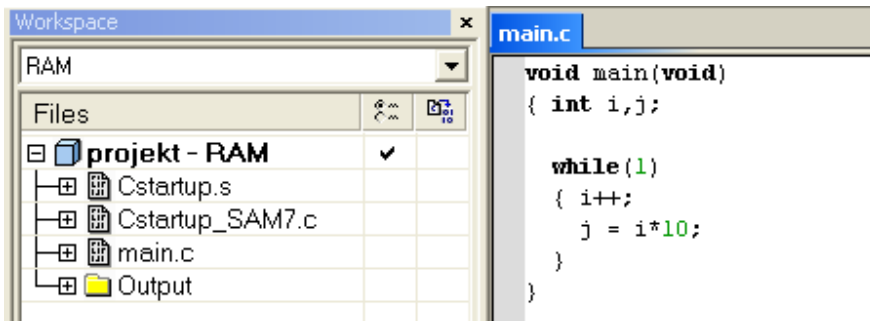 Workspace
RAM
Files
projekt - RAM
Cstartup.s
Cstartup_SAM7.c
main.c
Output
main.c
void main(void)
{ int i,j;
while(1)
{ i++;
j = i*10;
}
}